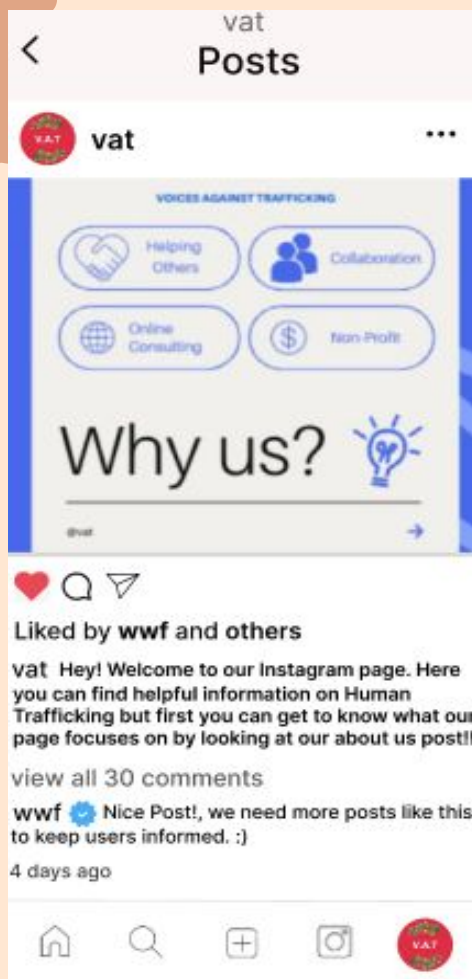 vat
Posts
V.A.T
vat
VOICES AGAINST TRAFFICKING
Helping
Others
Collaboration
Online
Consulting
$
Non-Profit
Why us?
@vat
Liked by wwf and others
vat Hey! Welcome to our Instagram page. Here
you can find helpful information on Human
Trafficking but first you can get to know what our
page focuses on by looking at our about us post!!
view all 30 comments
wwf Nice Post!, we need more posts like this
to keep users informed. :)
4 days ago
V.A.T